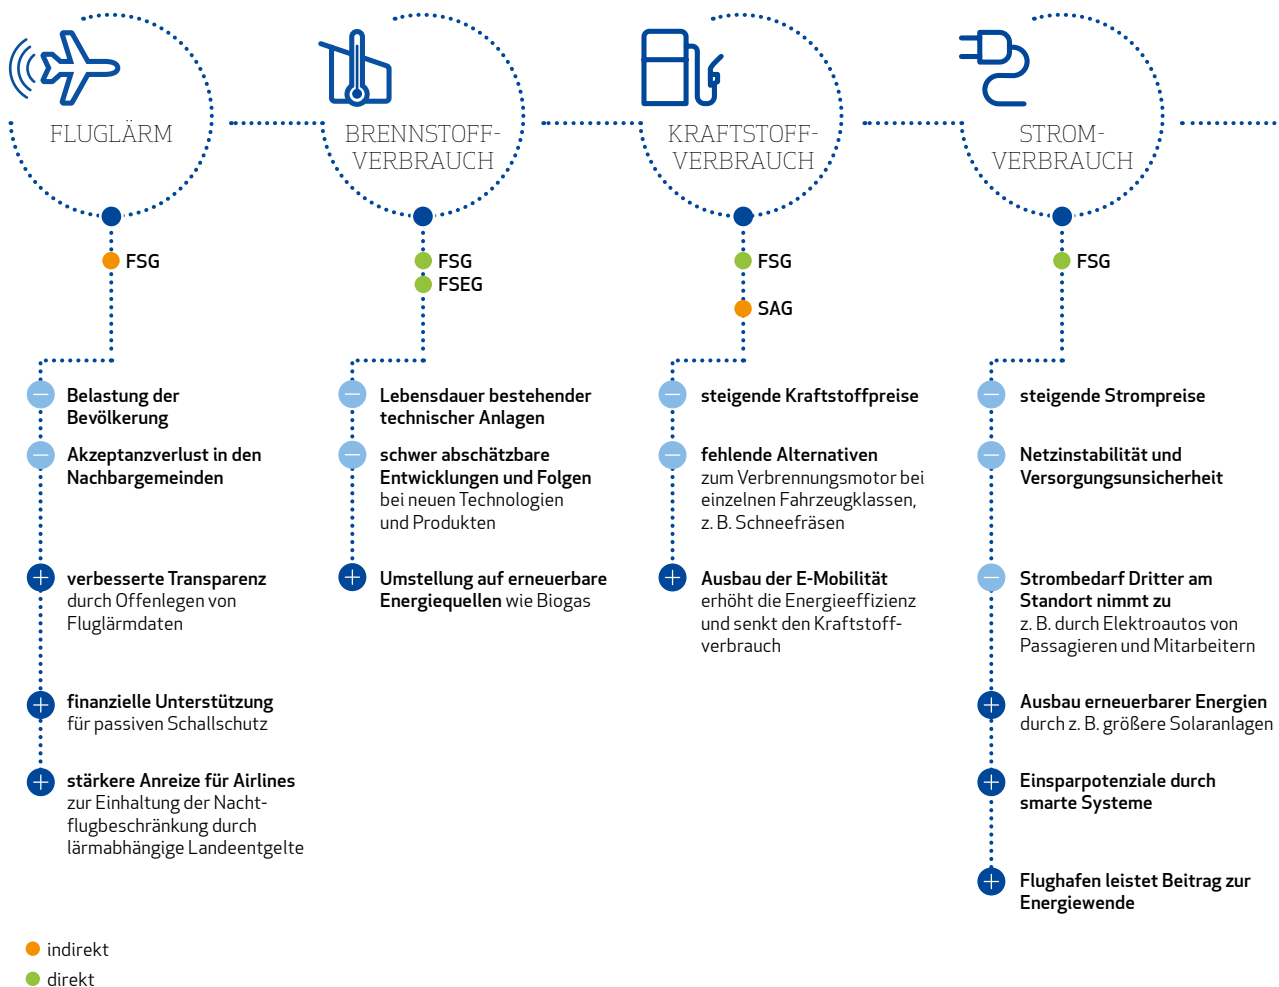 FLUGLÄRM
FSG
Belastung der
Bevölkerung
Akzeptanzverlust in den
Nachbargemeinden
verbesserte Transparenz
durch Offenlegen von
Fluglärmdaten
finanzielle Unterstützung
für passiven Schallschutz
stärkere Anreize für Airlines
zur Einhaltung der Nacht-
flugbeschränkung durch
lärmabhängige Landeentgelte
BRENNSTOFF-
VERBRAUCH
FSG
FSEG
Lebensdauer bestehender
technischer Anlagen
schwer abschätzbare
Entwicklungen und Folgen
bei neuen Technologien
und Produkten
Umstellung auf erneuerbare
Energiequellen wie Biogas
KRAFTSTOFF-
VERBRAUCH
FSG
SAG
steigende Kraftstoffpreise
fehlende Alternativen
zum Verbrennungsmotor bei
einzelnen Fahrzeugklassen,
z. B. Schneefräsen
Ausbau der E-Mobilität
erhöht die Energieeffizienz
und senkt den Kraftstoff-
verbrauch
STROM-
VERBRAUCH
FSG
steigende Strompreise
Netzinstabilität und
Versorgungsunsicherheit
Strombedarf Dritter am
Standort nimmt zu
z. B. durch Elektroautos von
Passagieren und Mitarbeitern
Ausbau erneuerbarer Energien
durch z. B. größere Solaranlagen
Einsparpotenziale durch
smarte Systeme
Flughafen leistet Beitrag zur
Energiewende
indirekt
direkt